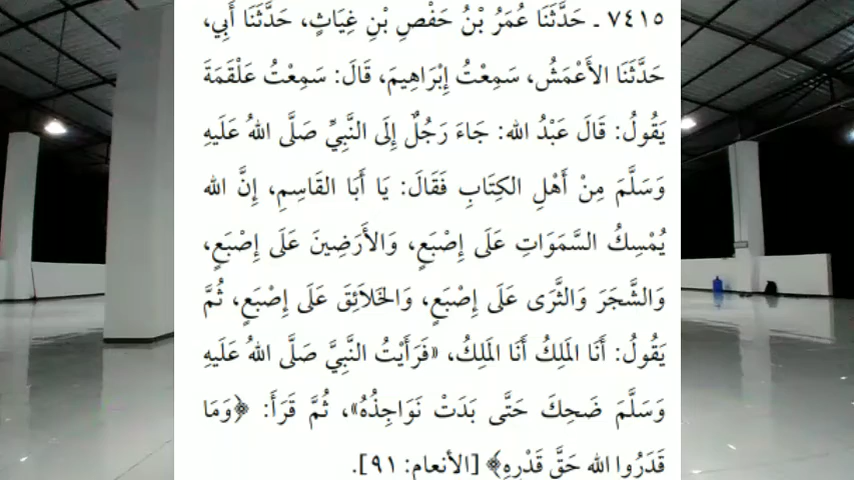 ٧٤١٥ ـ حَدَّثَنَا عُمَرُ بْنُ حَفْصِ بْنِ غِيَاثٍ، حَدَّثَنَا أَبِي،
حَدَّثَنَا الأَعْمَشُ، سَمِعْتُ إِبْرَاهِيمَ، قَالَ: سَمِعْتُ عَلْقَمَةَ
يَقُولُ: قَالَ عَبْدُ الله: جَاءَ رَجُلٌ إِلَى النَّبِيِّ صَلَّى اللهُ عَلَيهِ
وَسَلَّمَ مِنْ أَهْلِ الكِتَابِ فَقَالَ: يَا أَبَا القَاسِمِ، إِنَّ الله
يُمْسِكُ السَّمَوَاتِ عَلَى إِصْبَعٍ، وَالأَرَضِينَ عَلَى إِصْبَعٍ،
وَالشَّجَرَ وَالثَّرَى عَلَى إِصْبَعٍ، وَالخَلاَئِقَ عَلَى إِصْبَعٍ، ثُمَّ
يَقُولُ: أَنَا المَلِكُ أَنَا المَلِكُ، «فَرَأَيْتُ النَّبِيَّ صَلَّى اللهُ عَلَيهِ
وَسَلَّمَ ضَحِكَ حَتَّى بَدَتْ نَوَاجِذُهُ»، ثُمَّ قَرَأَ: ﴿وَمَا
قَدَرُوا الله حَقَّ قَدْرِهِ﴾ [الأنعام: ٩١].